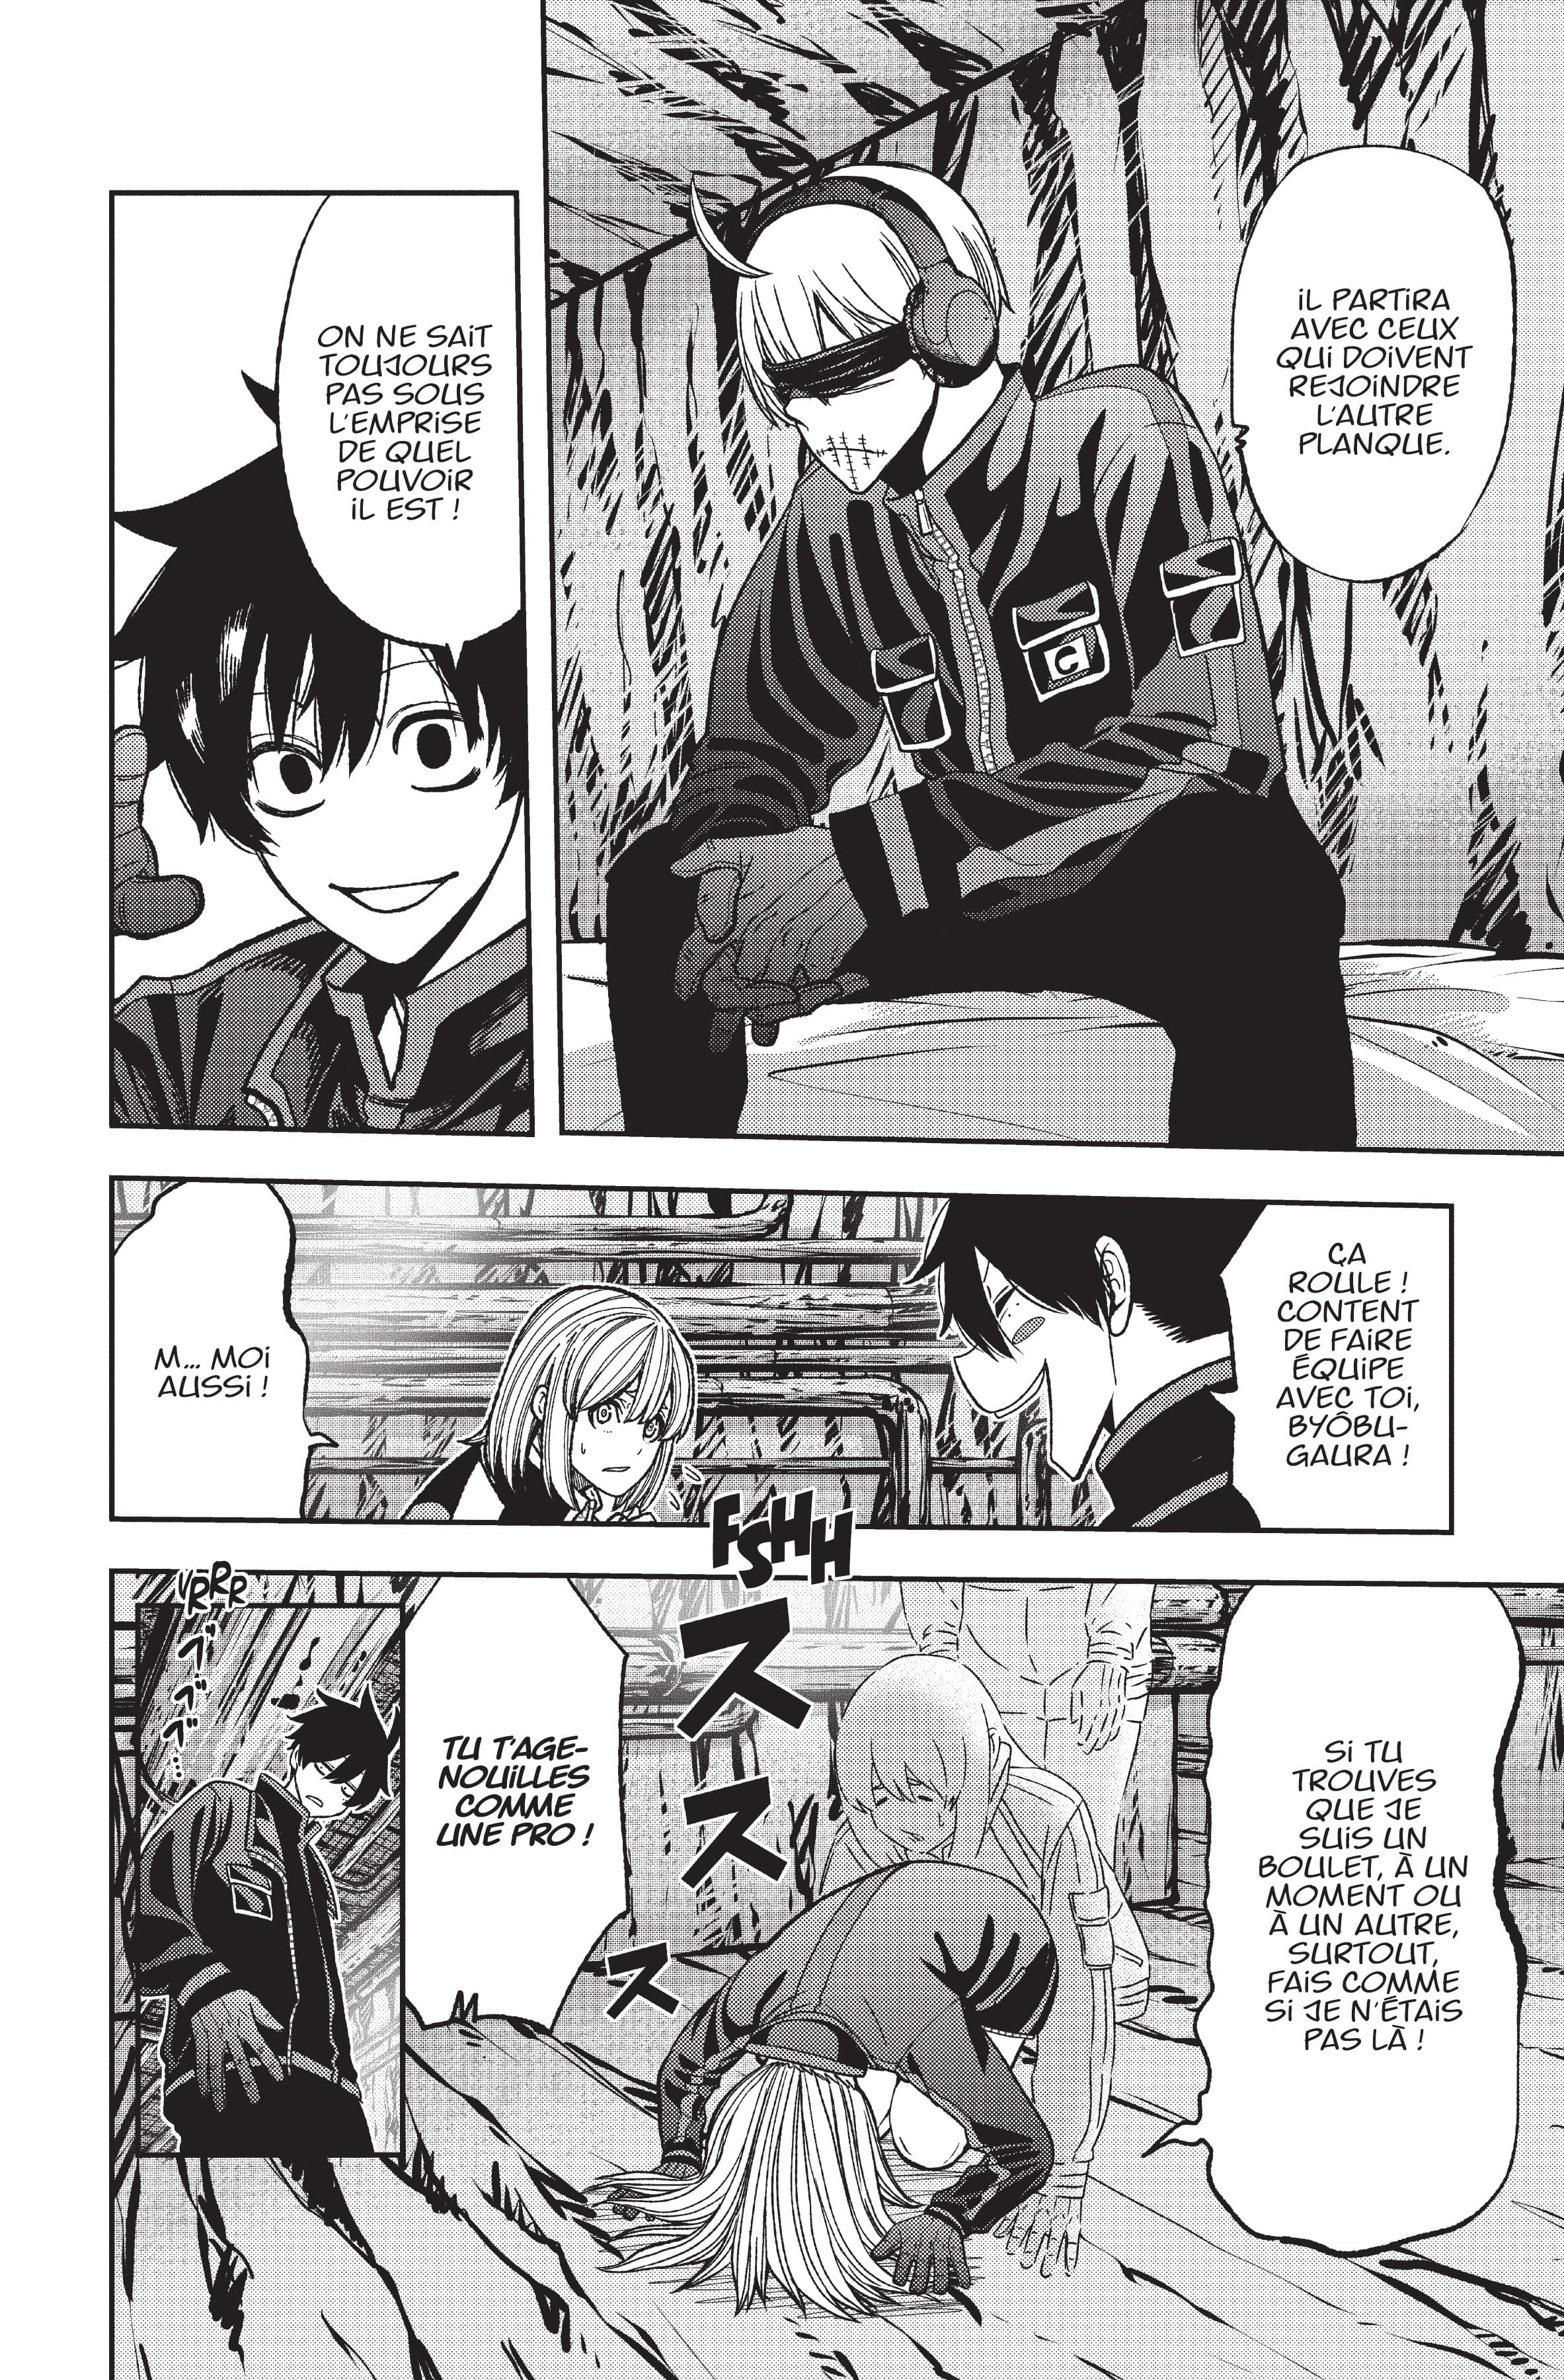 iL PARTiRA
AVEC CEUX
QUi DOiVENT
REJOiNDRE
L'AUTRE
PLANQUE.
C
ON NE SAiT
TOUJOURS
PAS SOUS
L'EMPRiSE
DE QUEL
POUVOiR
iL EST !
ÇA
ROULE !
CONTENT
DE FAiRE
ÉQUiPE
AVEC TOi,
BYÔBU-
GAURA !
M... MOi
AUSSi !
FSHH
Si TU
TROUVES
QUE JE
SUiS UN
BOULET, À UN
MOMENT OU
À UN AUTRE,
SURTOUT,
FAiS COMME
Si JE N'ÉTAiS
PAS LÀ !
ススス
TU T'AGE-
NOUiLLES
COMME
UNE PRO !
VRRR
ブブブ...